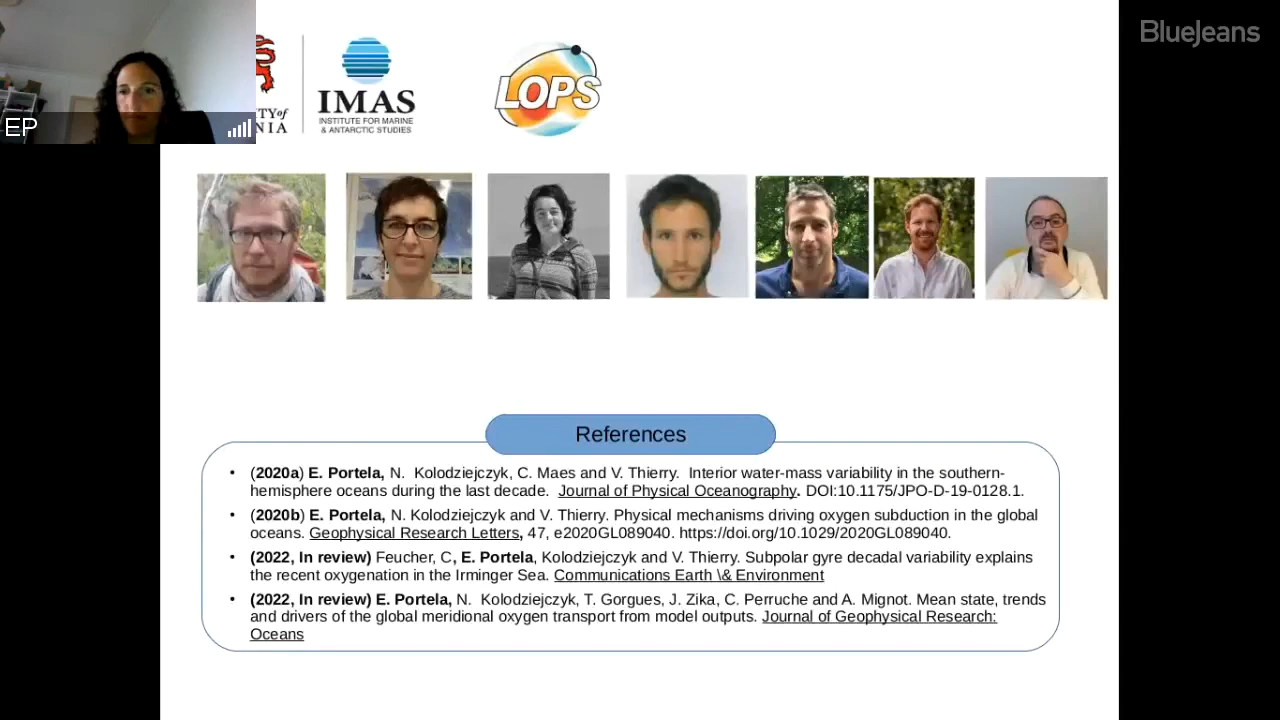 BlueJeans
EP
TYof
NIA
IMAS
INSTITUTE FOR MARINE
& ANTARCTIC STUDIES
LOPS
References
• (2020a) E. Portela, N. Kolodziejczyk, C. Maes and V. Thierry. Interior water-mass variability in the southern-
hemisphere oceans during the last decade. Journal of Physical Oceanography. DOI:10.1175/JPO-D-19-0128.1.
• (2020b) E. Portela, N. Kolodziejczyk and V. Thierry. Physical mechanisms driving oxygen subduction in the global
oceans. Geophysical Research Letters, 47, e2020GL089040. https://doi.org/10.1029/2020GL089040.
• (2022, In review) Feucher, C, E. Portela, Kolodziejczyk and V. Thierry. Subpolar gyre decadal variability explains
the recent oxygenation in the Irminger Sea. Communications Earth \& Environment
• (2022, In review) E. Portela, N. Kolodziejczyk, T. Gorgues, J. Zika, C. Perruche and A. Mignot. Mean state, trends
and drivers of the global meridional oxygen transport from model outputs. Journal of Geophysical Research:
Oceans